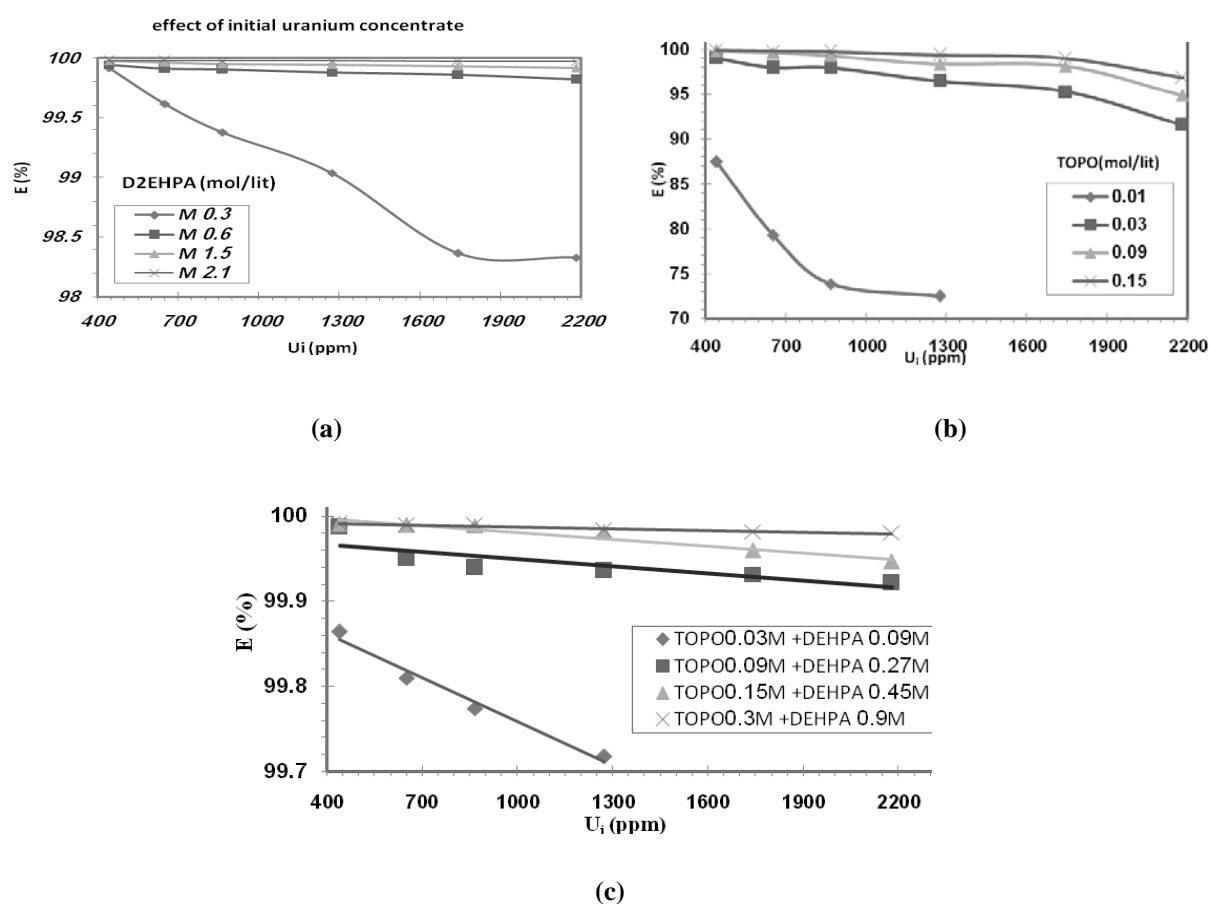 effect of initial uranium concentrate
100
99.5
99
98.5
98
E (%)
D2EHPA (mol/lit)
M 0.3
M 0.6
M 1.5
M 2.1
400 700 1000 1300 1600 1900 2200
Ui (ppm)
(a)
100
95
90
85
80
75
70
E (%)
TOPO(mol/lit)
0.01
0.03
0.09
0.15
400 700 1000 1300 1600 1900 2200
Ui (ppm)
(b)
100
99.9
99.8
99.7
E (%)
TOPO0.03M +DEHPA 0.09M
TOPO0.09M +DEHPA 0.27M
TOPO0.15M +DEHPA 0.45M
TOPO0.3M +DEHPA 0.9M
400 700 1000 1300 1600 1900 2200
Ui (ppm)
(c)